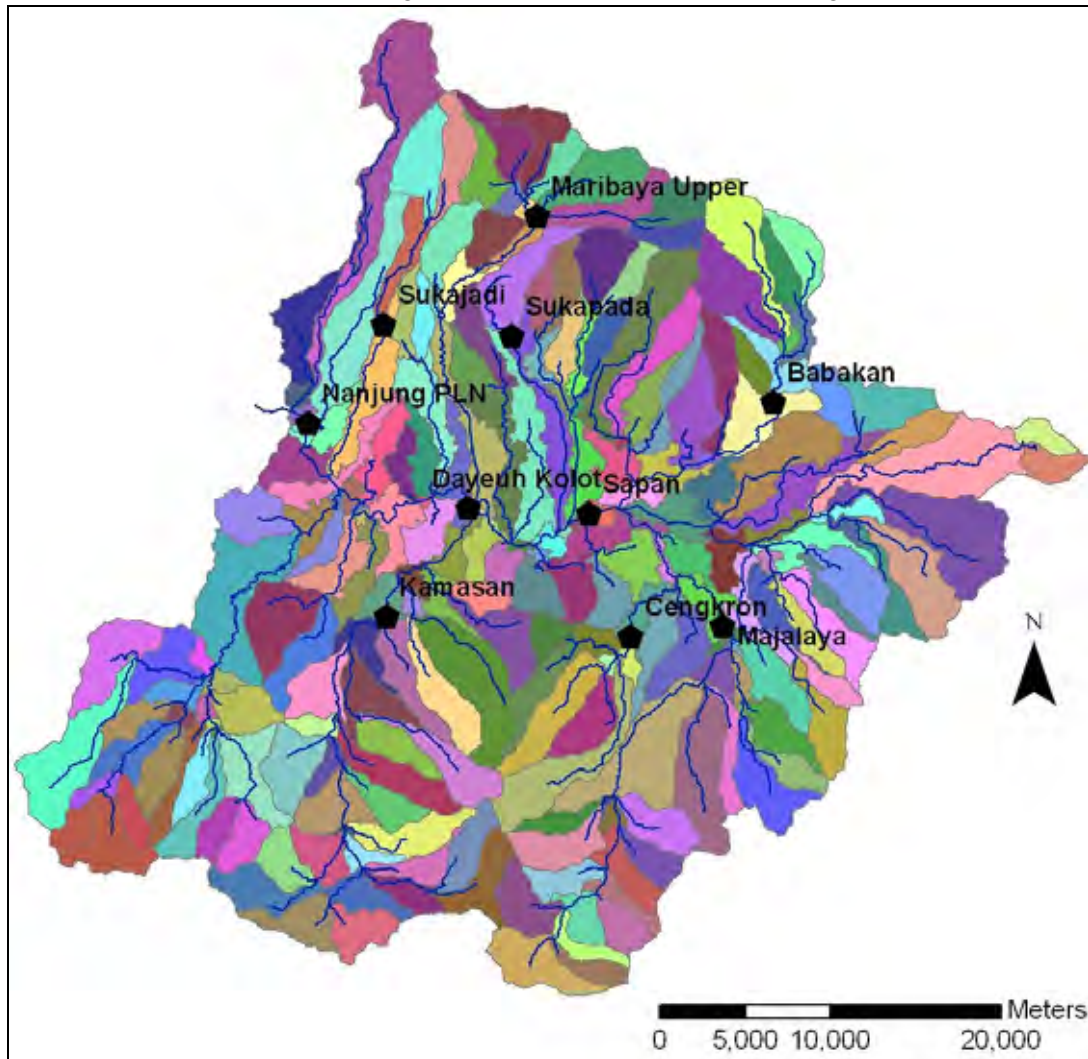 Maribaya Upper
Sukajadi
Sukapada
Babakan
Nanjung PLN
Dayeuh Kolot
Sapan
Kamasan
Cengkron
Majalaya
N
Meters
0 5,000 10,000 20,000